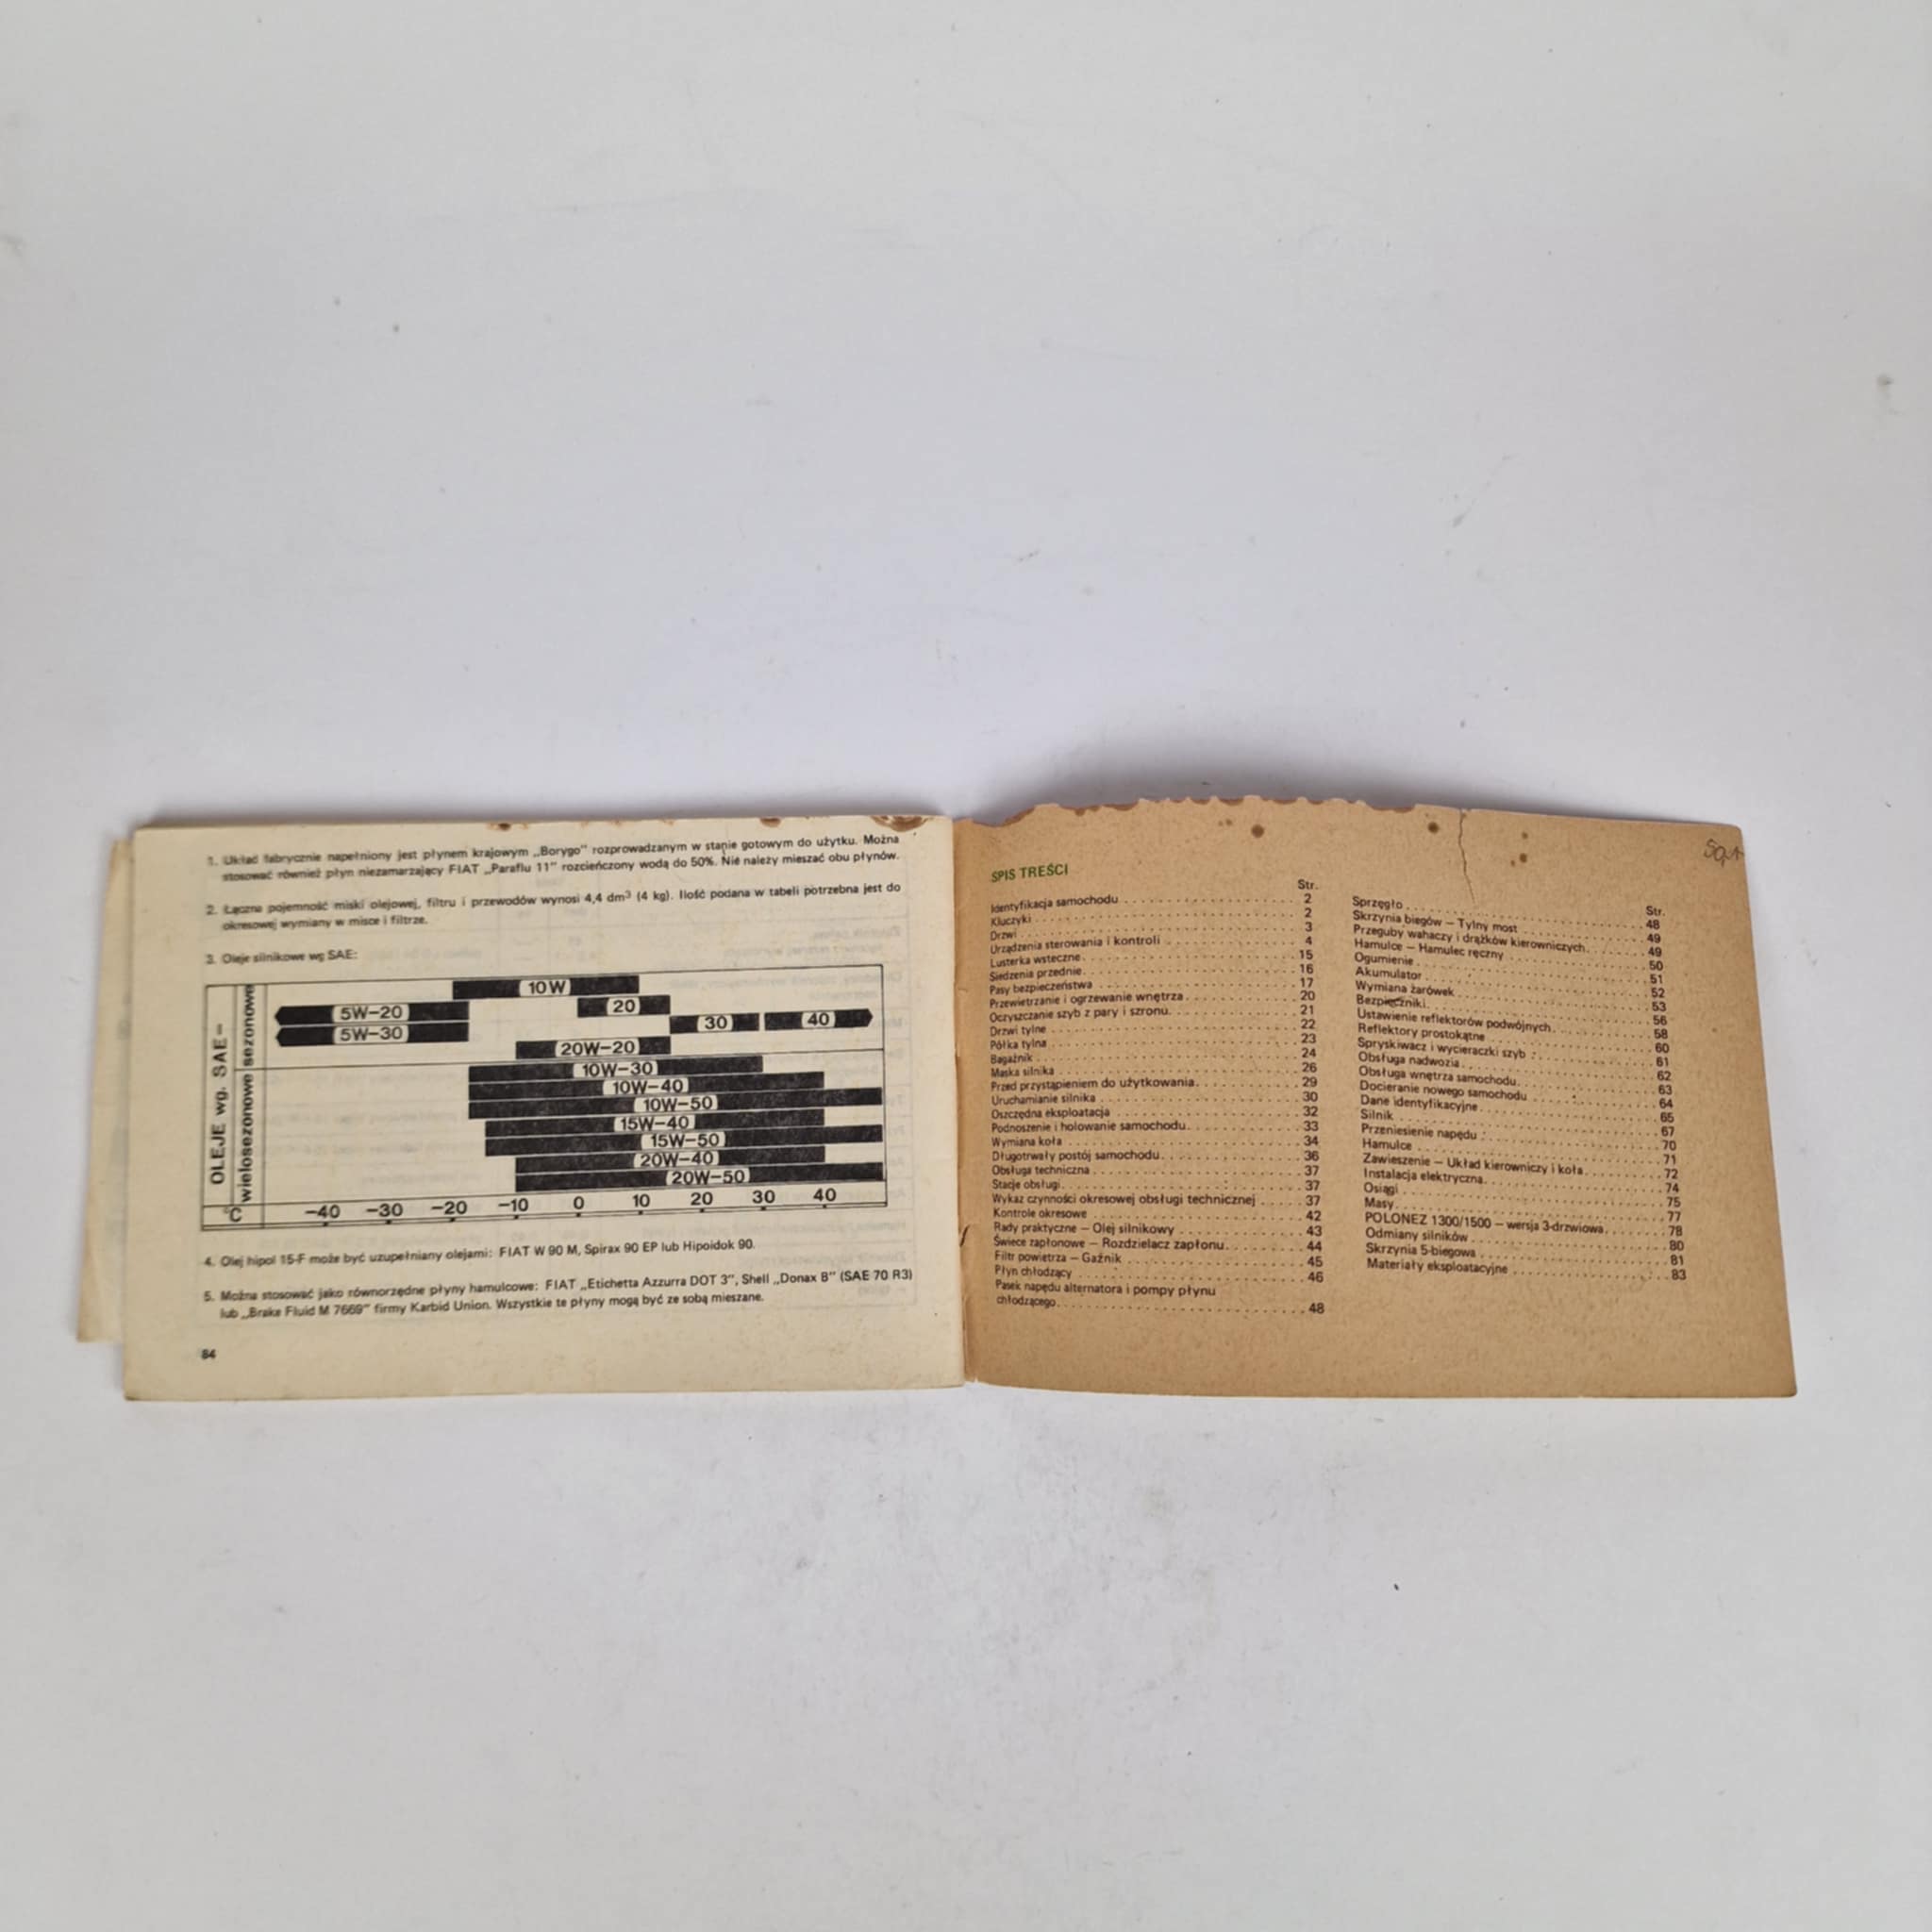 1. Układ fabrycznie napełniony jest płynem krajowym „Borygo" rozprowadzanym w stanie gotowym do użytku. Można
stosować również płyn niezamarzający FIAT „Paraflu 11" rozcieńczony wodą do 50%. Nie należy mieszać obu płynów.
2. Łączna pojemność miski olejowej, filtru i przewodów wynosi 4,4 dm³ (4 kg). Ilość podana w tabeli potrzebna jest do
okresowej wymiany w misce i filtrze.
3. Oleje silnikowe wg SAE:
OLEJE wg. SAE –
sezonowe
wielosezonowe
10W
5W–20
20
5W–30
30
40
20W–20
10W–30
10W–40
10W–50
15W–40
15W–50
20W–40
20W–50
°C
–40 –30 –20 –10 0 10 20 30 40
4. Olej hipol 15-F może być uzupełniany olejami: FIAT W 90 M, Spirax 90 EP lub Hipoidok 90.
5. Można stosować jako równorzędne płyny hamulcowe: FIAT „Etichetta Azzurra DOT 3", Shell „Donax B" (SAE 70 R3)
lub „Brake Fluid M 7669" firmy Karbid Union. Wszystkie te płyny mogą być ze sobą mieszane.
84
SPIS TREŚCI
Str.
Identyfikacja samochodu 2
Kluczyki 2
Drzwi 3
Urządzenia sterowania i kontroli 4
Lusterka wsteczne 15
Siedzenia przednie 16
Pasy bezpieczeństwa 17
Przewietrzanie i ogrzewanie wnętrza 20
Oczyszczanie szyb z pary i szronu 21
Drzwi tylne 22
Półka tylna 23
Bagażnik 24
Maska silnika 26
Przed przystąpieniem do użytkowania 29
Uruchamianie silnika 30
Oszczędna eksploatacja 32
Podnoszenie i holowanie samochodu 33
Wymiana koła 34
Długotrwały postój samochodu 36
Obsługa techniczna 37
Stacje obsługi 37
Wykaz czynności okresowej obsługi technicznej 37
Kontrole okresowe 42
Rady praktyczne – Olej silnikowy 43
Świece zapłonowe – Rozdzielacz zapłonu 44
Filtr powietrza – Gaźnik 45
Płyn chłodzący 46
Pasek napędu alternatora i pompy płynu
chłodzącego 48
Str.
Sprzęgło 48
Skrzynia biegów – Tylny most 49
Przeguby wahaczy i drążków kierowniczych 49
Hamulce – Hamulec ręczny 50
Ogumienie 51
Akumulator 52
Wymiana żarówek 53
Bezpieczniki 56
Ustawienie reflektorów podwójnych 58
Reflektory prostokątne 60
Spryskiwacz i wycieraczki szyb 61
Obsługa nadwozia 62
Obsługa wnętrza samochodu 63
Docieranie nowego samochodu 64
Dane identyfikacyjne 65
Silnik 67
Przeniesienie napędu 70
Hamulce 71
Zawieszenie – Układ kierowniczy i koła 72
Instalacja elektryczna 74
Osiągi 75
Masy 77
POLONEZ 1300/1500 – wersja 3-drzwiowa 78
Odmiany silników 80
Skrzynia 5-biegowa 81
Materiały eksploatacyjne 83